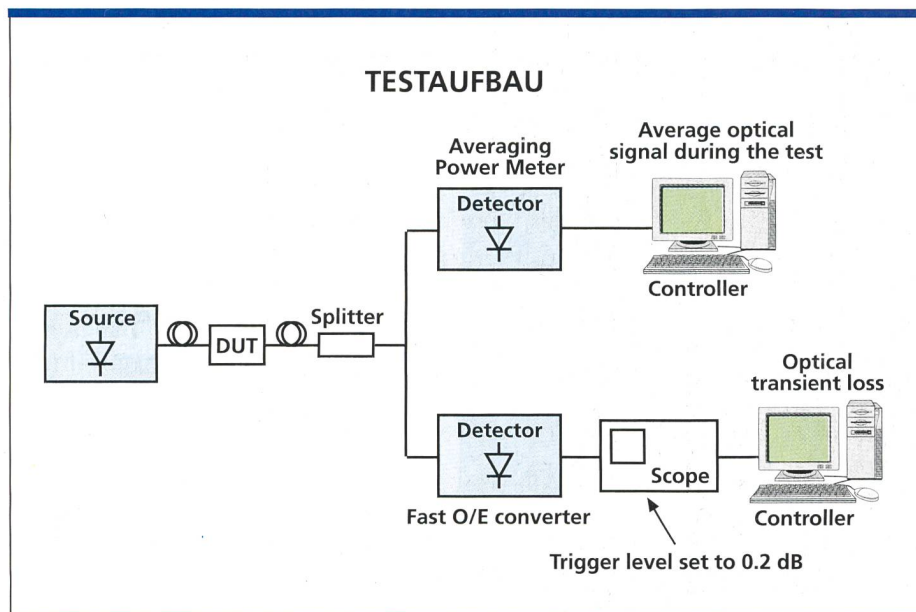 TESTAUFBAU
Averaging
Power Meter
Detector
Average optical
signal during the test
Controller
Source
DUT
Splitter
Detector
Fast O/E converter
Scope
Optical
transient loss
Controller
Trigger level set to 0.2 dB